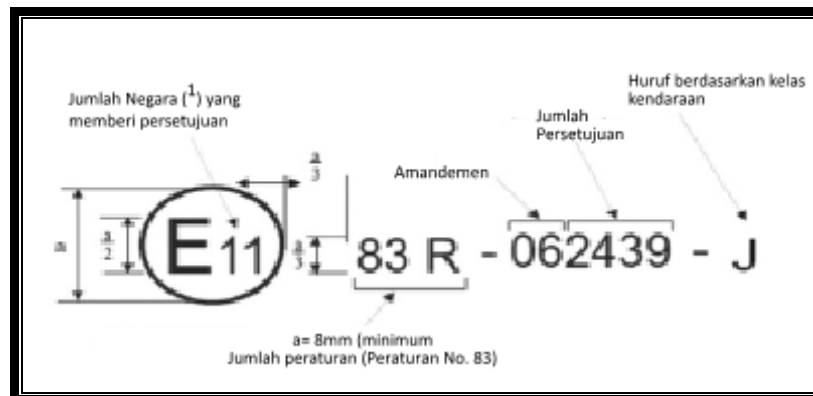 Jumlah Negara (1) yang
memberi persetujuan
Huruf berdasarkan kelas
kendaraan
Jumlah
Persetujuan
Amandemen
a
a
2
a
3
E11
a
3
83 R - 062439 - J
a= 8mm (minimum
Jumlah peraturan (Peraturan No. 83)